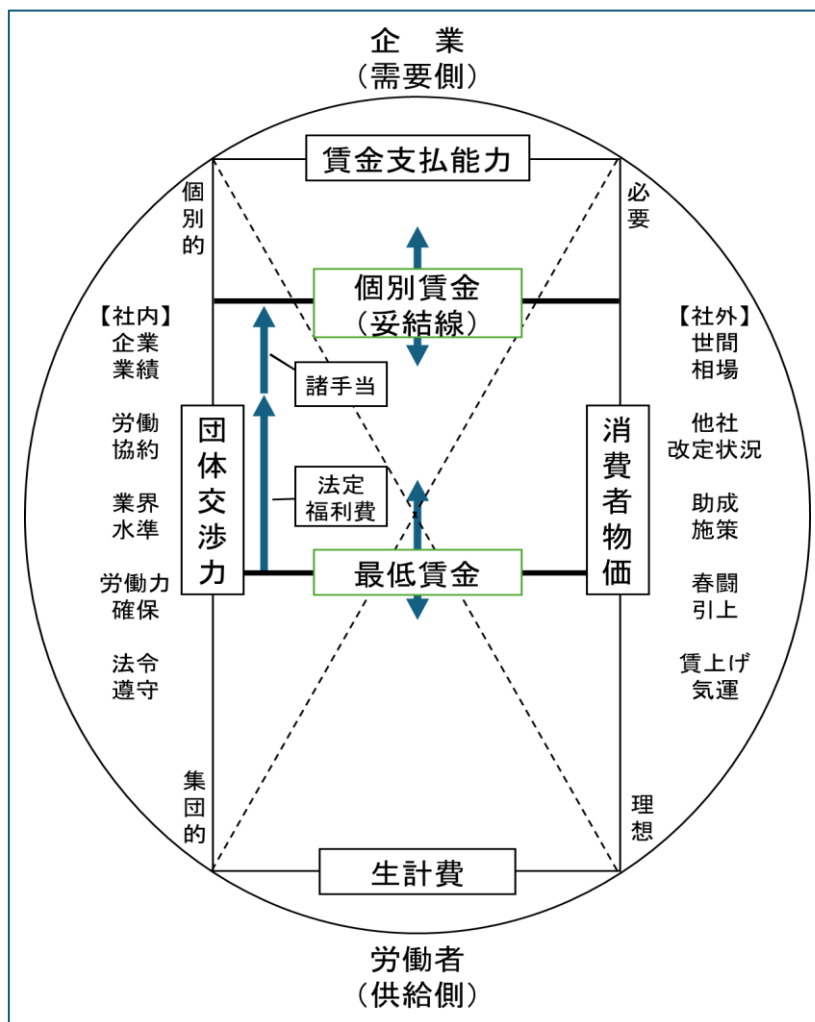 企　業
（需要側）
賃金支払能力
個別的
必要
個別賃金
（妥結線）
諸手当
法定
福利費
【社内】
企業
業績
労働
協約
業界
水準
労働力
確保
法令
遵守
団体交渉力
消費者物価
【社外】
世間
相場
他社
改定状況
助成
施策
春闘
引上
賃上げ
気運
最低賃金
集団的
理想
生計費
労働者
（供給側）